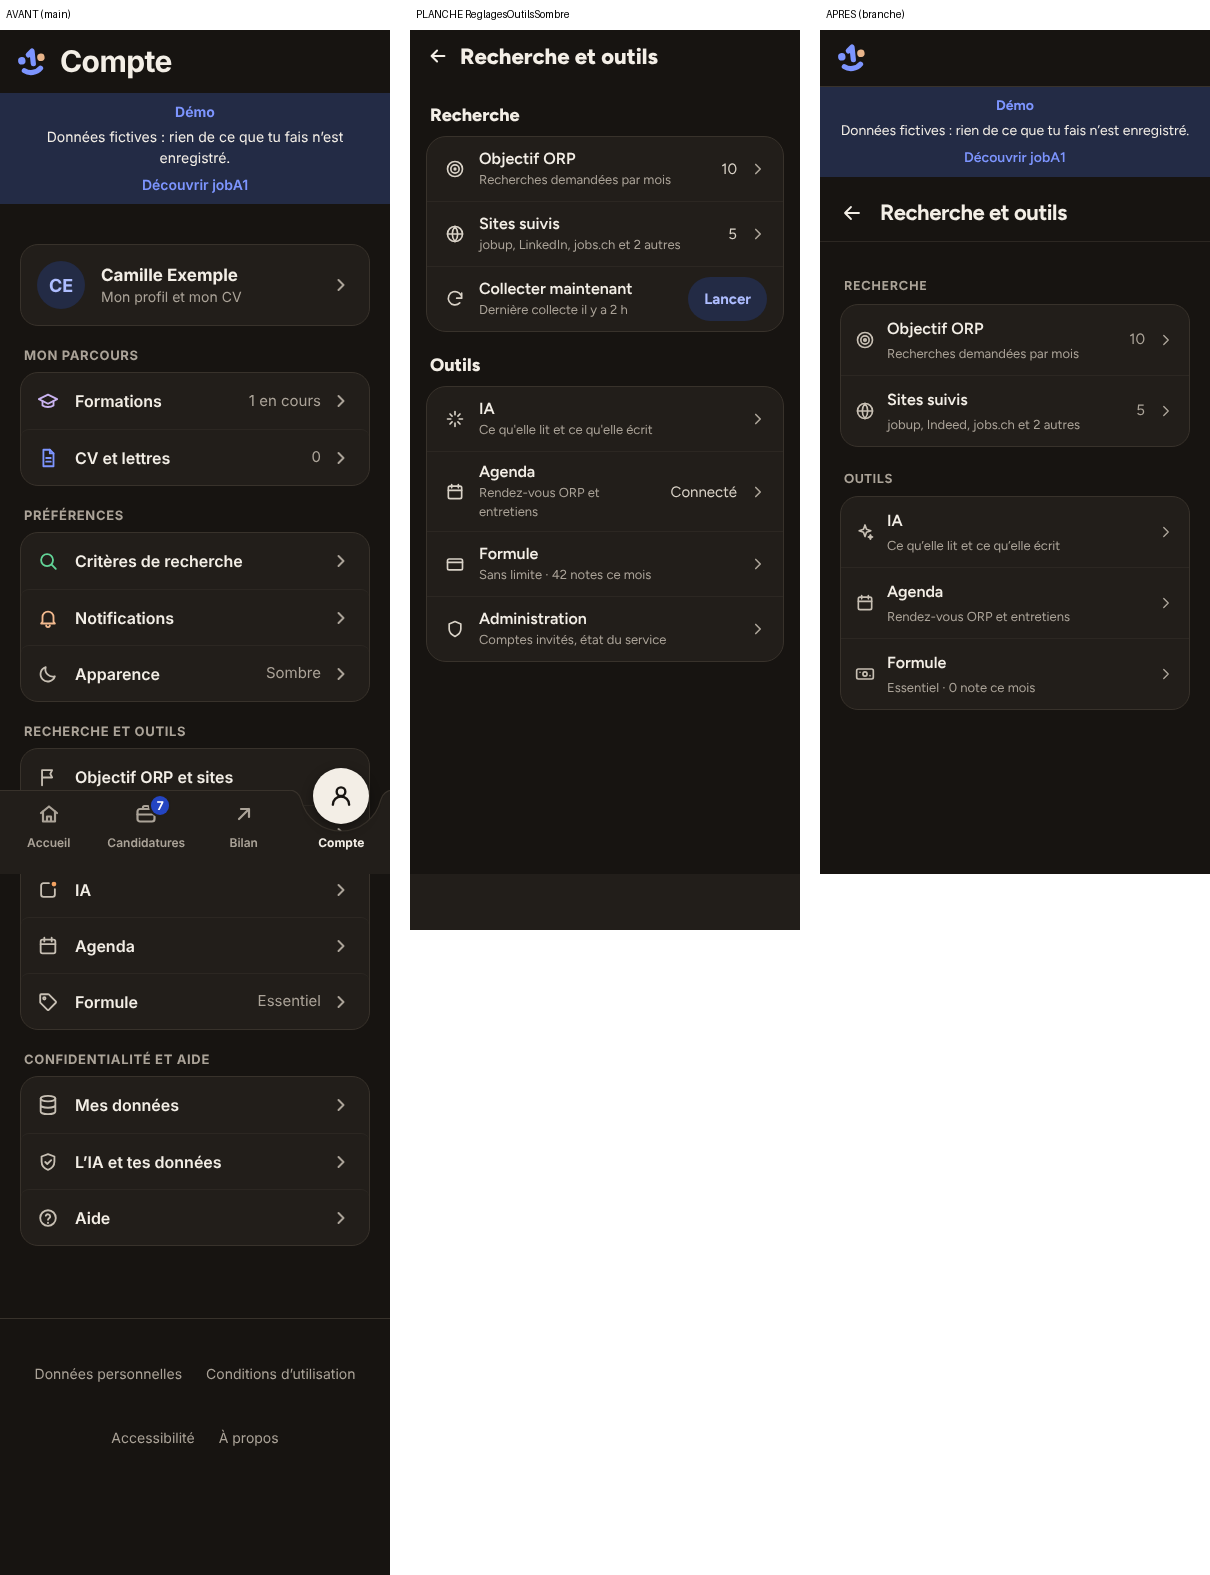 AVANT (main)
Compte
Démo
Données fictives : rien de ce que tu fais n’est
enregistré.
Découvrir jobA1
CE
Camille Exemple
Mon profil et mon CV
MON PARCOURS
Formations
1 en cours
CV et lettres
0
PRÉFÉRENCES
Critères de recherche
Notifications
Apparence
Sombre
RECHERCHE ET OUTILS
Objectif ORP et sites
Accueil
7
Candidatures
Bilan
Compte
IA
Agenda
Formule
Essentiel
CONFIDENTIALITÉ ET AIDE
Mes données
L’IA et tes données
Aide
Données personnelles
Conditions d’utilisation
Accessibilité
À propos
PLANCHE ReglagesOutilsSombre
Recherche et outils
Recherche
Objectif ORP
Recherches demandées par mois
10
Sites suivis
jobup, LinkedIn, jobs.ch et 2 autres
5
Collecter maintenant
Dernière collecte il y a 2 h
Lancer
Outils
IA
Ce qu'elle lit et ce qu'elle écrit
Agenda
Rendez-vous ORP et
entretiens
Connecté
Formule
Sans limite · 42 notes ce mois
Administration
Comptes invités, état du service
APRES (branche)
Démo
Données fictives : rien de ce que tu fais n’est enregistré.
Découvrir jobA1
Recherche et outils
RECHERCHE
Objectif ORP
Recherches demandées par mois
10
Sites suivis
jobup, Indeed, jobs.ch et 2 autres
5
OUTILS
IA
Ce qu’elle lit et ce qu’elle écrit
Agenda
Rendez-vous ORP et entretiens
Formule
Essentiel · 0 note ce mois